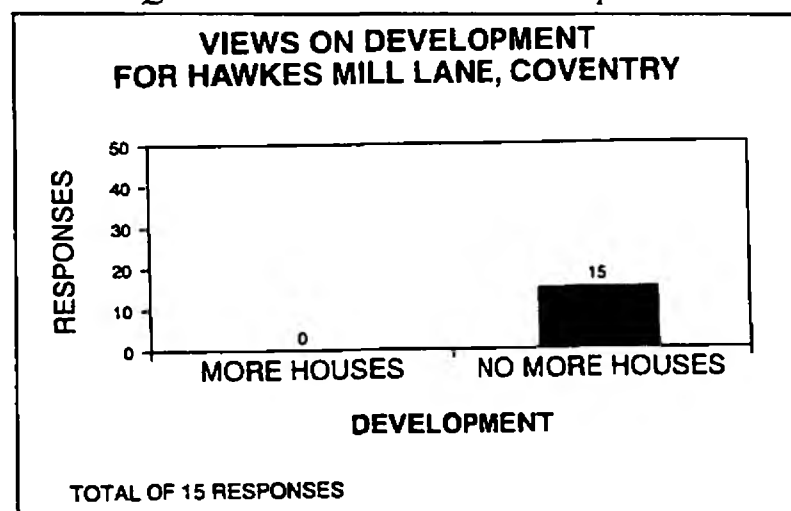 VIEWS ON DEVELOPMENT
FOR HAWKES MILL LANE, COVENTRY
RESPONSES
50
40
30
20
10
0
0
15
MORE HOUSES
NO MORE HOUSES
DEVELOPMENT
TOTAL OF 15 RESPONSES